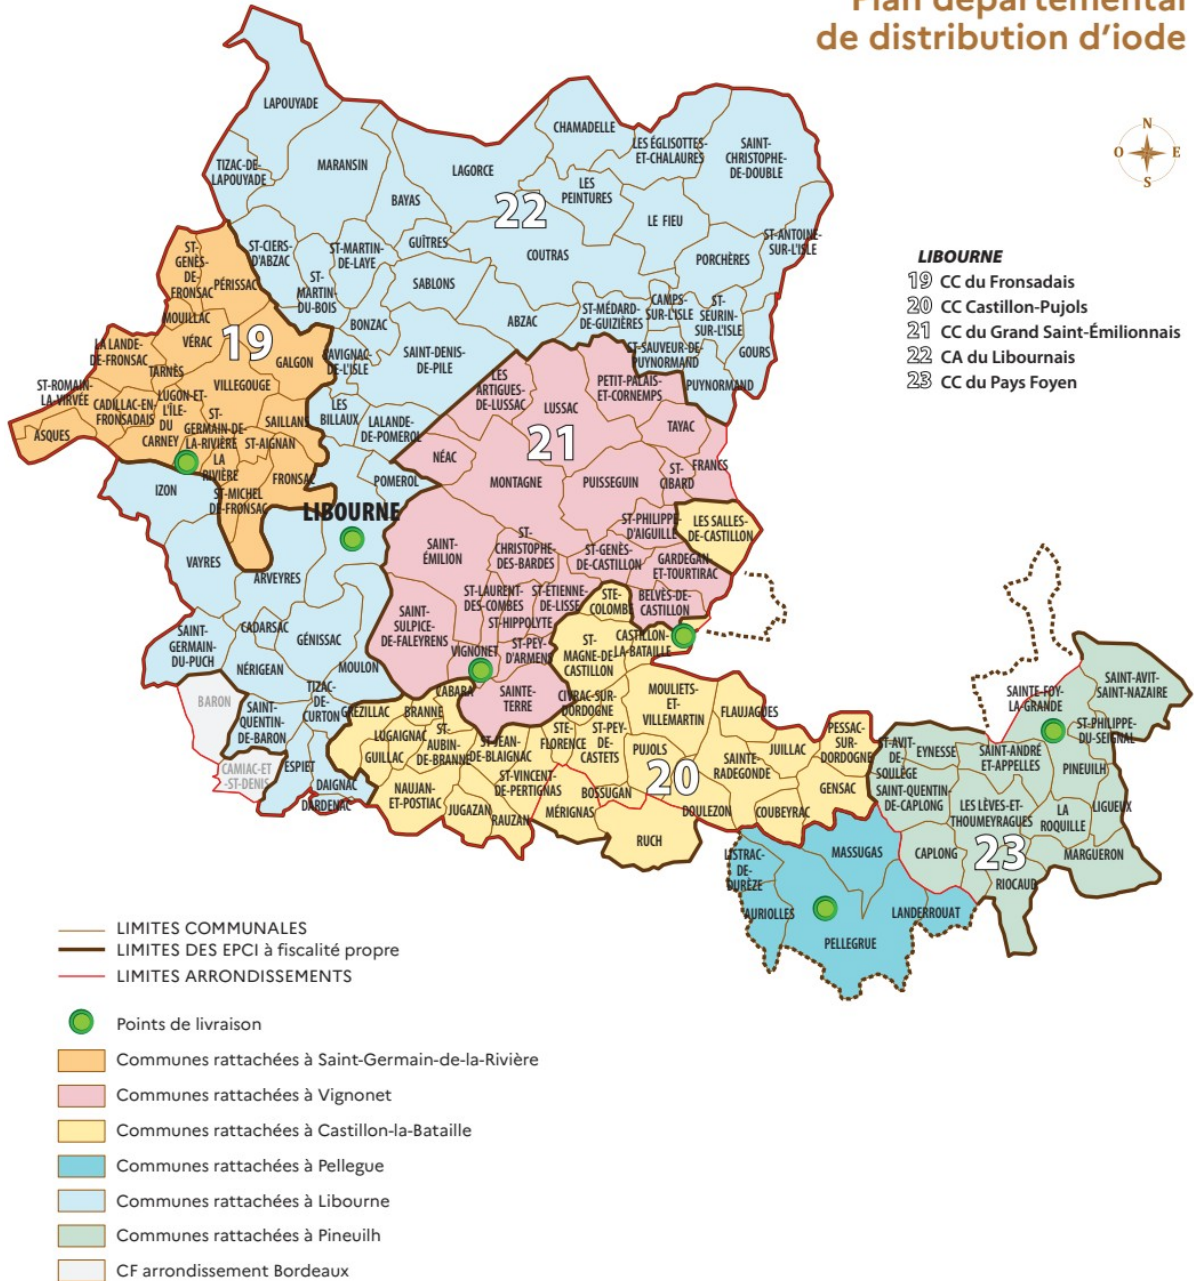 Plan départemental
de distribution d'iode
N
O
E
S
LIBOURNE
19 CC du Fronsadais
20 CC Castillon-Pujols
21 CC du Grand Saint-Émilionnais
22 CA du Libournais
23 CC du Pays Foyen
LAPOUYADE
CHAMADELLE
LES ÉGLISOTTES-
ET-CHALAURES
SAINT-
CHRISTOPHE-
DE-DOUBLE
TIZAC-DE-
LAPOUYADE
MARANSIN
LAGORCE
LES
PEINTURES
BAYAS
22
LE FIEU
ST-ANTOINE-
SUR-L'ISLE
GUÎTRES
COUTRAS
PORCHÈRES
ST-CIERS-
D'ABZAC
ST-MARTIN-
DE-LAYE
ST-
MARTIN-
DU-BOIS
SABLONS
BONZAC
ABZAC
ST-MÉDARD-
DE-GUIZIÈRES
CAMPS-
SUR-L'ISLE
ST-
SEURIN-
SUR-L'ISLE
GOURS
ST-SAUVEUR-DE-
PUYNORMAND
PUYNORMAND
SAVIGNAC-
DE-L'ISLE
SAINT-DENIS-
DE-PILE
LES
BILLAUX
LALANDE-
DE-POMEROL
POMEROL
ST-
GENÈS-
DE-
FRONSAC
PÉRISSAC
MOUILLAC
VÉRAC
19
GALGON
LA LANDE-
DE-FRONSAC
TARNÈS
VILLEGOUGE
ST-ROMAIN-
LA-VIRVÉE
CADILLAC-EN-
FRONSADAIS
LUGON-ET-
L'ÎLE-
DU
CARNEY
ST-
GERMAIN-DE-
LA-RIVIÈRE
SAILLANS
ST-AIGNAN
ASQUES
LA
RIVIÈRE
FRONSAC
ST-MICHEL
DE-FRONSAC
IZON
LIBOURNE
VAYRES
ARVEYRES
CADARSAC
GÉNISSAC
SAINT-
GERMAIN-
DU-PUCH
NÉRIGEAN
MOULON
BARON
SAINT-
QUENTIN-
DE-BARON
TIZAC-
DE-
CURTON
CAMIAC-ET
-ST-DENIS
ESPIET
DAIGNAC
DARDENAC
LES
ARTIGUES-
DE-LUSSAC
LUSSAC
PETIT-PALAIS-
ET-CORNEMPS
21
TAYAC
NÉAC
MONTAGNE
PUISSEGUIN
ST-
CIBARD
FRANCS
SAINT-
ÉMILION
ST-
CHRISTOPHE-
DES-BARDES
ST-PHILIPPE-
D'AIGUILLE
LES SALLES-
DE-CASTILLON
ST-GENÈS-
DE-CASTILLON
GARDEGAN-
ET-TOURTIRAC
ST-LAURENT-
DES-COMBES
ST-ÉTIENNE-
DE-LISSE
STE-
COLOMBE
BELVÈS-DE-
CASTILLON
SAINT-
SULPICE-
DE-FALEYRENS
ST-HIPPOLYTE
VIGNONET
ST-PEY-
D'ARMENS
ST-
MAGNE-DE-
CASTILLON
CASTILLON-
LA-BATAILLE
SAINTE-
TERRE
CABARA
CIVRAC-SUR-
DORDOGNE
MOULIETS-
ET-
VILLEMARTIN
FLAUJAGUES
GRÉZILLAC
BRANNE
LUGAIGNAC
ST-
AUBIN-
DE-BRANNE
GUILLAC
ST-JEAN-
DE-BLAIGNAC
STE-
FLORENCE
ST-PEY-
DE-
CASTETS
PUJOLS
20
SAINTE-
RADEGONDE
JUILLAC
PESSAC-
SUR-
DORDOGNE
GENSAC
NAUJAN-
ET-POSTIAC
JUGAZAN
RAUZAN
ST-VINCENT-
DE-PERTIGNAS
BOSSUGAN
MÉRIGNAS
DOULEZON
COUBEYRAC
RUCH
SAINTE-FOY-
LA-GRANDE
SAINT-AVIT-
SAINT-NAZAIRE
ST-PHILIPPE-
DU-SEIGNAL
ST-AVIT-
DE-
SOULÈGE
EYNESSE
SAINT-ANDRÉ
ET-APPELLES
PINEUILH
SAINT-QUENTIN-
DE-CAPLONG
LES LÈVES-ET-
THOUMEYRAGUES
LA
ROQUILLE
LIGUEUX
23
CAPLONG
MARGUERON
RIOCAUD
LISTRAC-
DE-
DURÈZE
MASSUGAS
AURIOLLES
LANDERROUAT
PELLEGRUE
LIMITES COMMUNALES
LIMITES DES EPCI à fiscalité propre
LIMITES ARRONDISSEMENTS
Points de livraison
Communes rattachées à Saint-Germain-de-la-Rivière
Communes rattachées à Vignonet
Communes rattachées à Castillon-la-Bataille
Communes rattachées à Pellegue
Communes rattachées à Libourne
Communes rattachées à Pineuilh
CF arrondissement Bordeaux